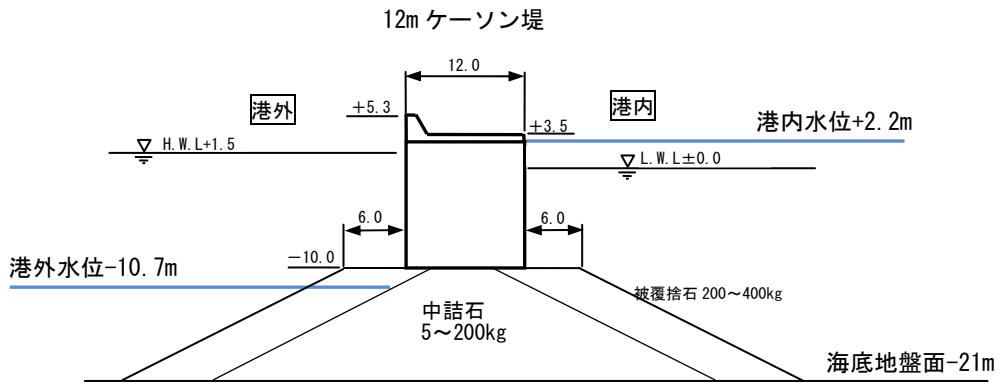 12m ケーソン堤
12.0
港外
+5.3
港内
+3.5
港内水位+2.2m
H.W.L+1.5
L.W.L±0.0
6.0
6.0
港外水位-10.7m
-10.0
被覆捨石 200～400kg
中詰石
5～200kg
海底地盤面-21m